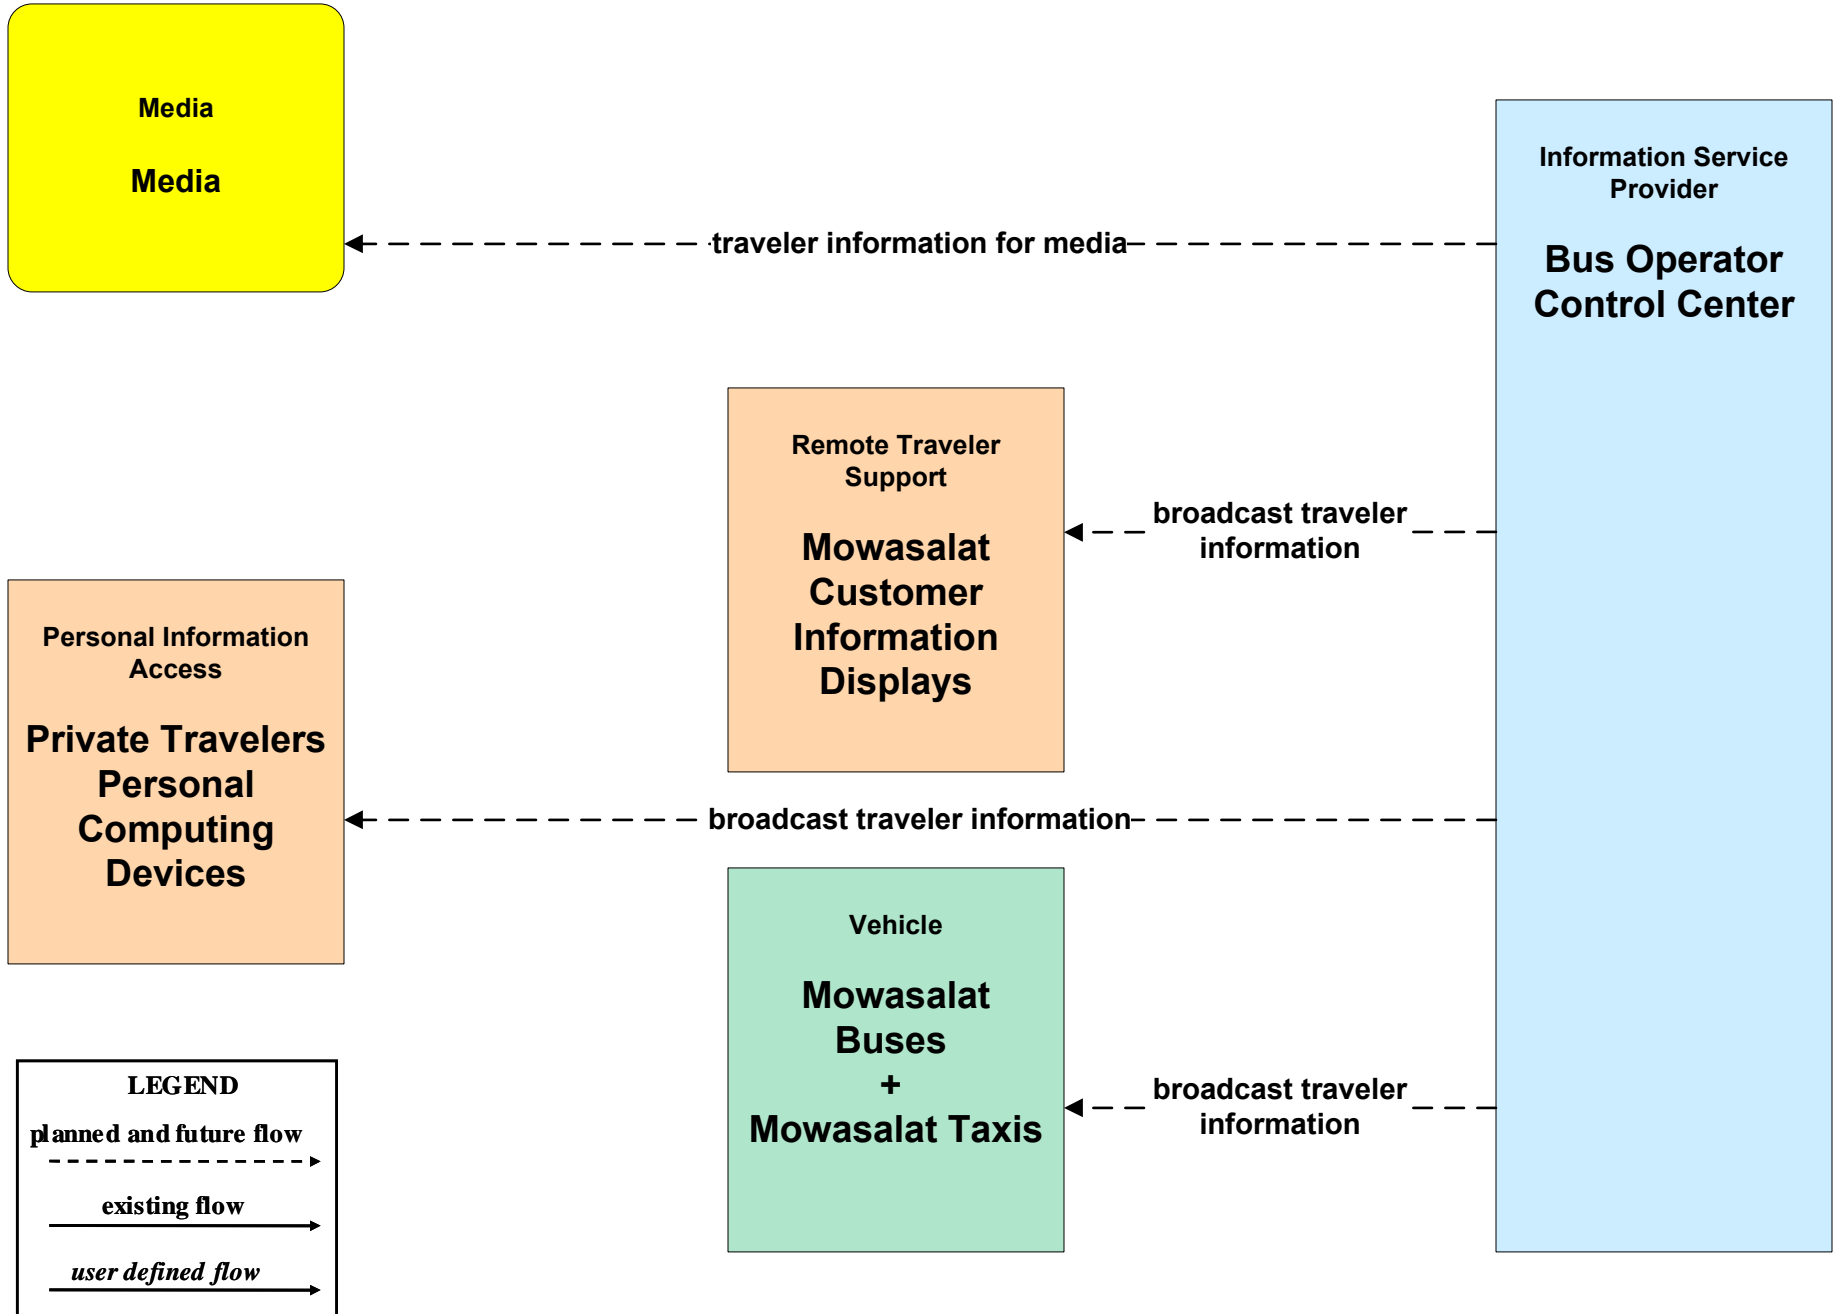 Media
Media
traveler information for media
Information Service
Provider
Bus Operator
Control Center
Remote Traveler
Support
Mowasalat
Customer
Information
Displays
broadcast traveler
information
Personal Information
Access
Private Travelers
Personal
Computing
Devices
broadcast traveler information
Vehicle
Mowasalat
Buses
+
Mowasalat Taxis
broadcast traveler
information
LEGEND
planned and future flow
existing flow
user defined flow